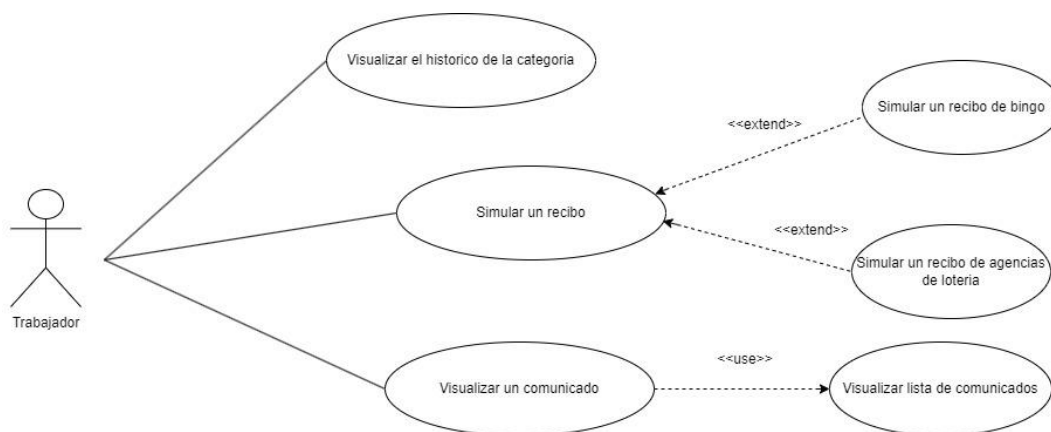 Visualizar el historico de la categoria
Simular un recibo de bingo
<<extend>>
Simular un recibo
<<extend>>
Simular un recibo de agencias
de loteria
Trabajador
<<use>>
Visualizar un comunicado
Visualizar lista de comunicados